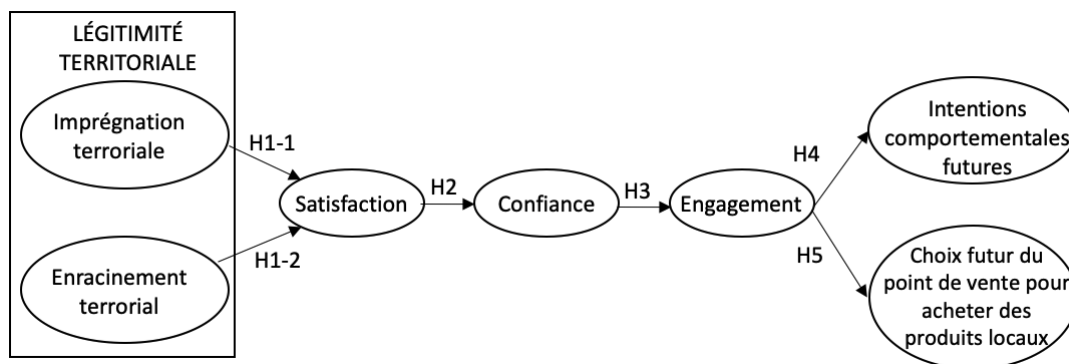 LÉGITIMITÉ
TERRITORIALE
Imprégnation
terroriale
Enracinement
terrorial
H1-1
H1-2
Satisfaction
H2
Confiance
H3
Engagement
H4
H5
Intentions
comportementales
futures
Choix futur du
point de vente pour
acheter des
produits locaux